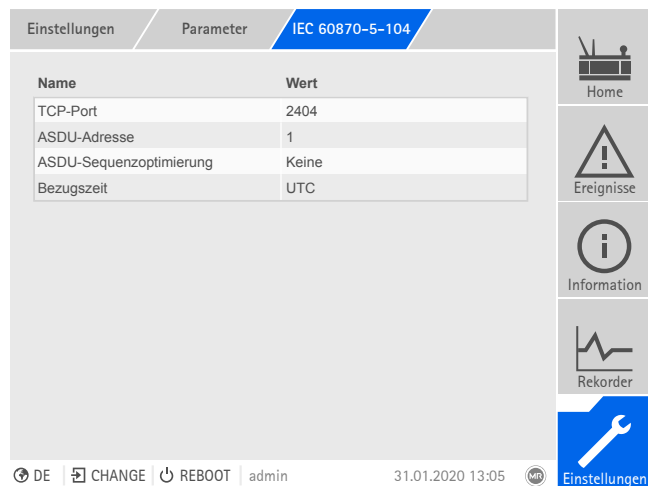 Einstellungen Parameter IEC 60870-5-104
Name Wert
TCP-Port 2404
ASDU-Adresse 1
ASDU-Sequenzoptimierung Keine
Bezugszeit UTC
Home
Ereignisse
Information
Rekorder
Einstellungen
DE CHANGE REBOOT admin 31.01.2020 13:05 MR